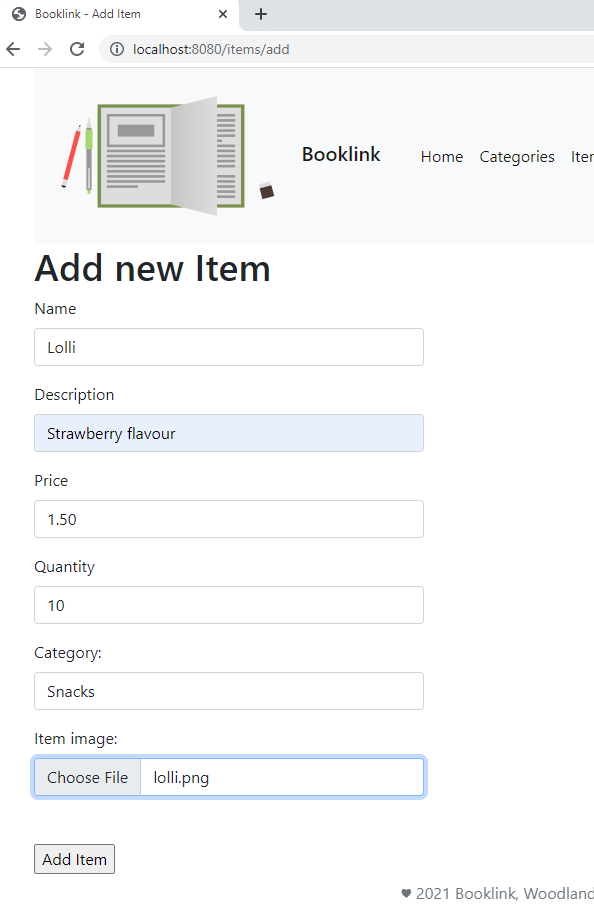 Booklink - Add Item
localhost:8080/items/add
Booklink Home Categories
Add new Item
Name
Lolli
Description
Strawberry flavour
Price
1.50
Quantity
10
Category:
Snacks
Item image:
Choose File lolli.png
Add Item
2021 Booklink, Woodland